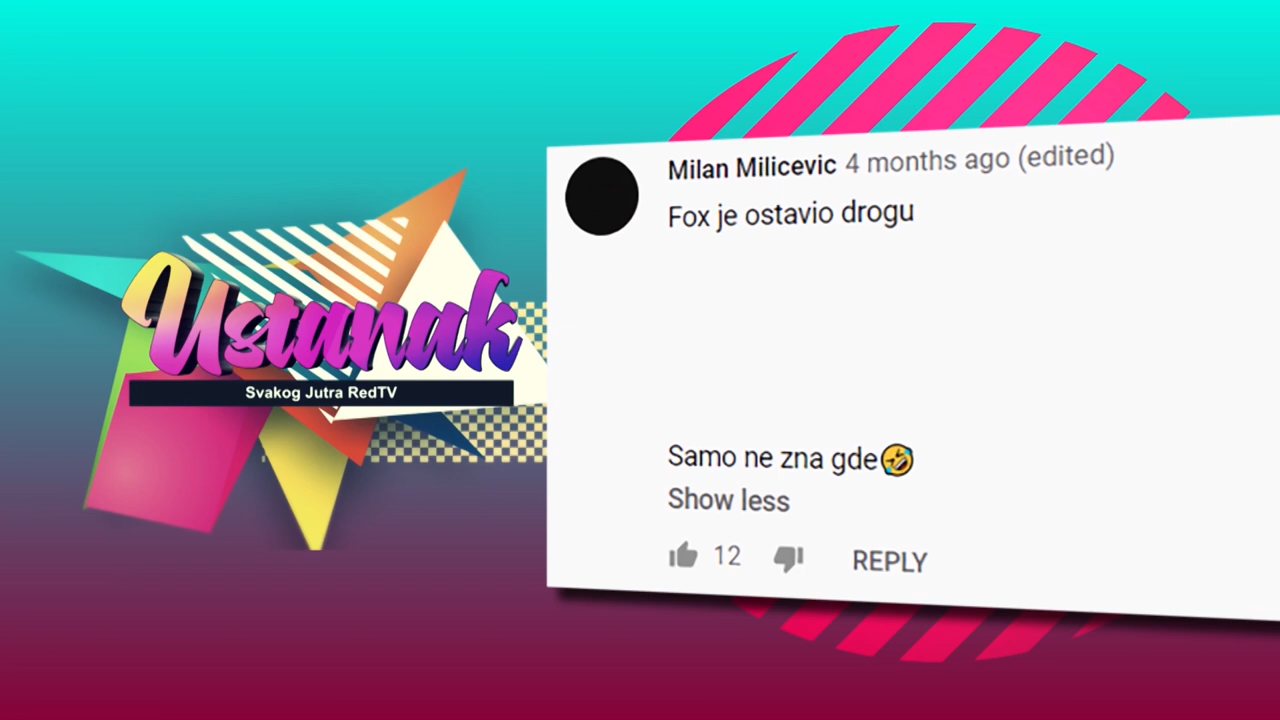 Ustanak
Svakog Jutra RedTV
Milan Milicevic 4 months ago (edited)
Fox je ostavio drogu
Samo ne zna gde🤣
Show less
12
REPLY